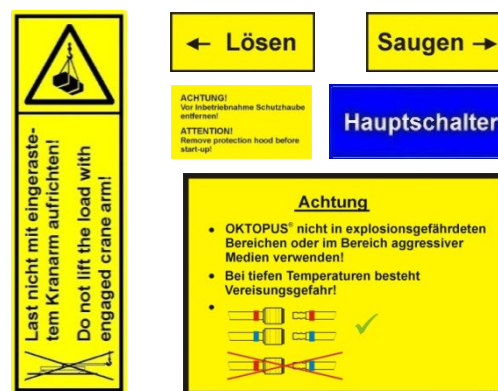 Last nicht mit eingeraste-
tem Kranarm aufrichten!
Do not lift the load with
engaged crane arm!
← Lösen
Saugen →
ACHTUNG!
Vor Inbetriebnahme Schutzhaube
entfernen!
ATTENTION!
Remove protection hood before
start-up!
Hauptschalter
Achtung
• OKTOPUS® nicht in explosionsgefährdeten
Bereichen oder im Bereich aggressiver
Medien verwenden!
• Bei tiefen Temperaturen besteht
Vereisungsgefahr!